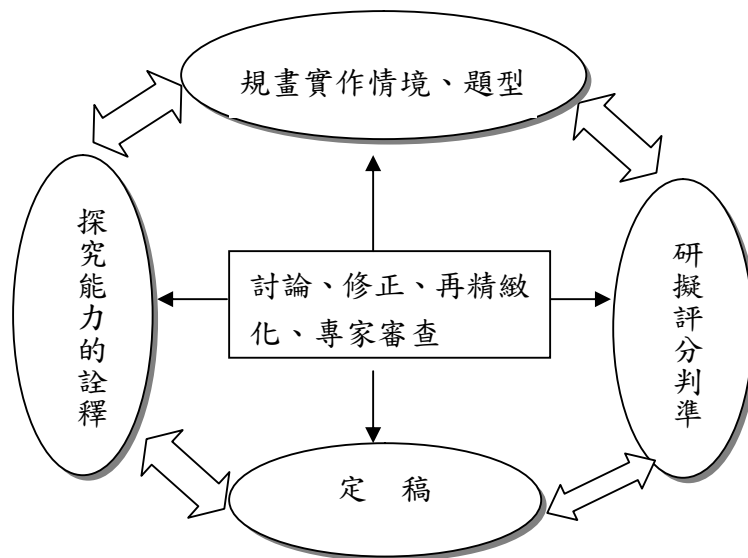 規畫實作情境、題型
探究能力的詮釋
討論、修正、再精緻
化、專家審查
研擬評分判準
定 稿